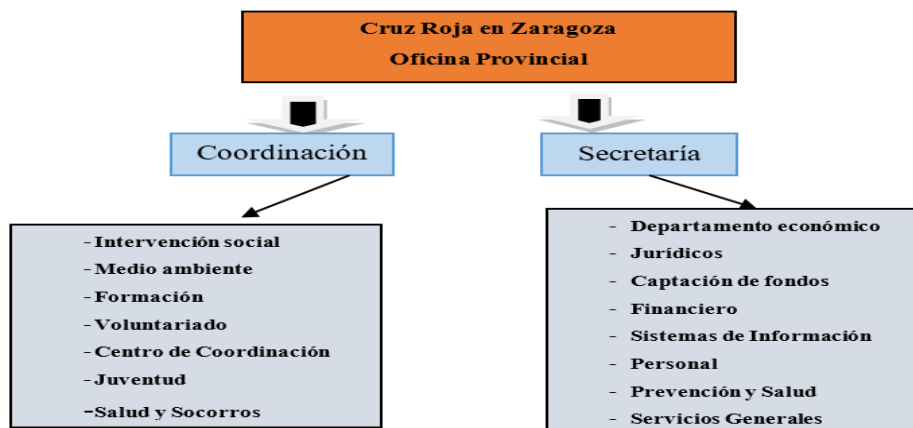 Cruz Roja en Zaragoza
Oficina Provincial
Coordinación
Secretaría
-Intervención social
-Medio ambiente
-Formación
-Voluntariado
-Centro de Coordinación
-Juventud
-Salud y Socorros
- Departamento económico
- Jurídicos
- Captación de fondos
- Financiero
- Sistemas de Información
- Personal
- Prevención y Salud
- Servicios Generales